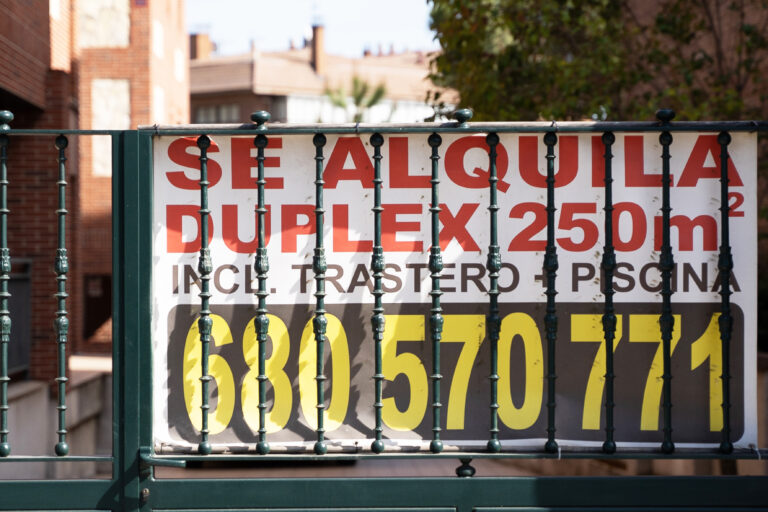 SE ALQUILA
DUPLEX 250m²
INCL. TRASTERO + PISCINA
680 570 771